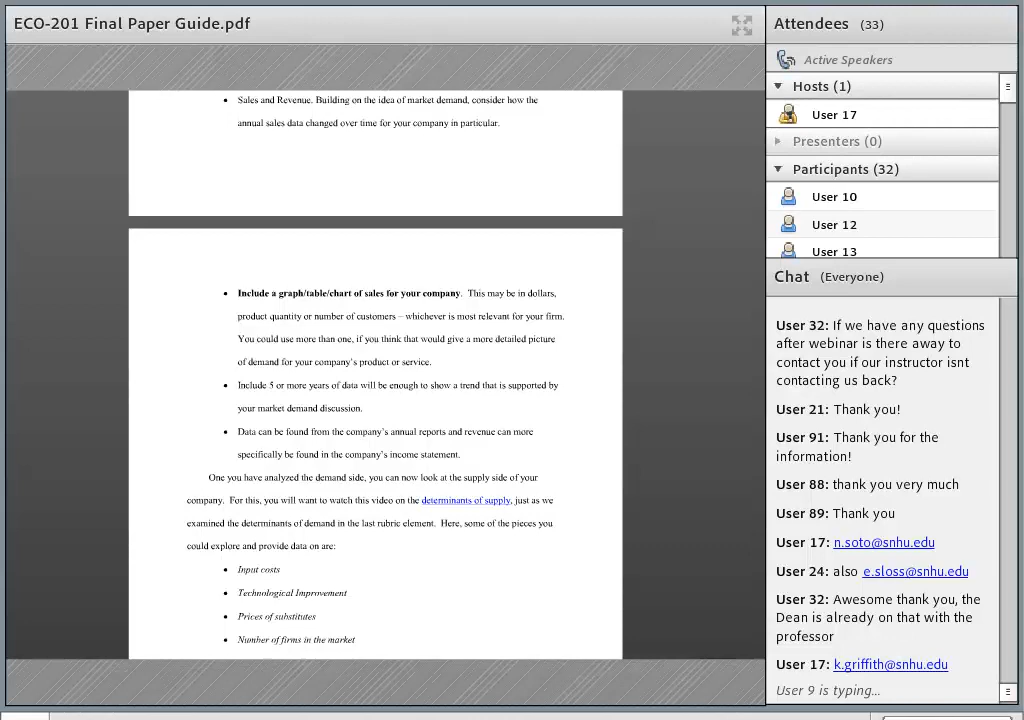 ECO-201 Final Paper Guide.pdf
• Sales and Revenue. Building on the idea of market demand, consider how the
annual sales data changed over time for your company in particular.
• Include a graph/table/chart of sales for your company. This may be in dollars,
product quantity or number of customers – whichever is most relevant for your firm.
You could use more than one, if you think that would give a more detailed picture
of demand for your company's product or service.
• Include 5 or more years of data will be enough to show a trend that is supported by
your market demand discussion.
• Data can be found from the company's annual reports and revenue can more
specifically be found in the company's income statement.
One you have analyzed the demand side, you can now look at the supply side of your
company. For this, you will want to watch this video on the determinants of supply, just as we
examined the determinants of demand in the last rubric element. Here, some of the pieces you
could explore and provide data on are:
• Input costs
• Technological Improvement
• Prices of substitutes
• Number of firms in the market
Attendees (33)
Active Speakers
Hosts (1)
User 17
Presenters (0)
Participants (32)
User 10
User 12
User 13
Chat (Everyone)
User 32: If we have any questions
after webinar is there away to
contact you if our instructor isnt
contacting us back?
User 21: Thank you!
User 91: Thank you for the
information!
User 88: thank you very much
User 89: Thank you
User 17: n.soto@snhu.edu
User 24: also e.sloss@snhu.edu
User 32: Awesome thank you, the
Dean is already on that with the
professor
User 17: k.griffith@snhu.edu
User 9 is typing...